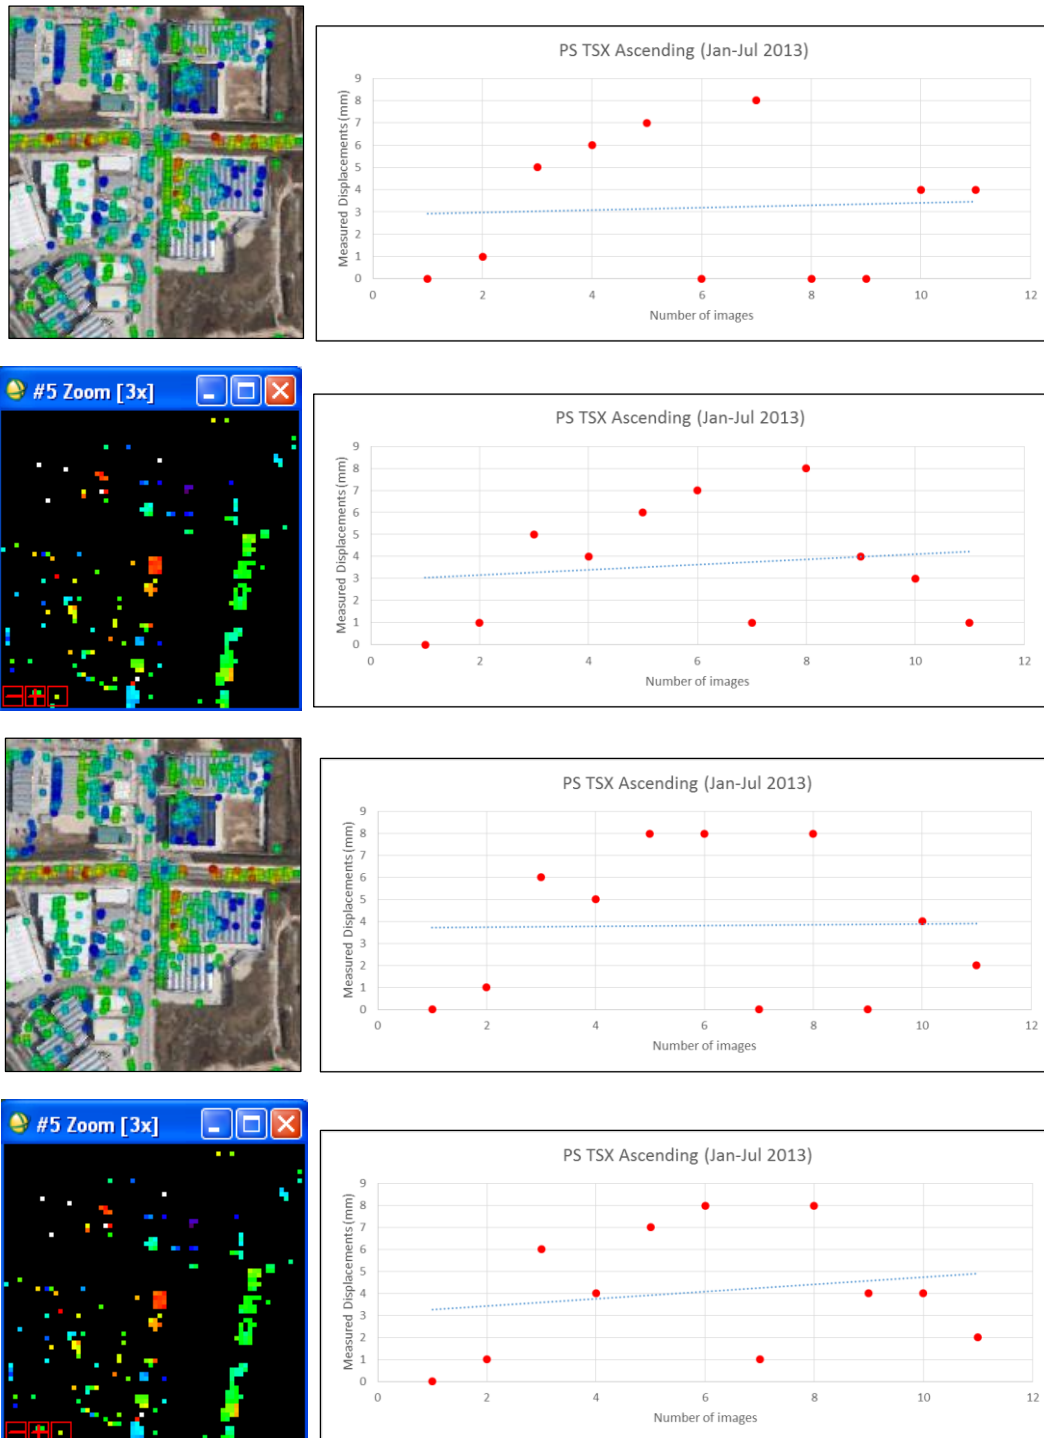 PS TSX Ascending (Jan-Jul 2013)
Measured Displacements (mm)
9
8
7
6
5
4
3
2
1
0
0 2 4 6 8 10 12
Number of images
#5 Zoom [3x]
PS TSX Ascending (Jan-Jul 2013)
Measured Displacements (mm)
9
8
7
6
5
4
3
2
1
0
0 2 4 6 8 10 12
Number of images
PS TSX Ascending (Jan-Jul 2013)
Measured Displacements (mm)
9
8
7
6
5
4
3
2
1
0
0 2 4 6 8 10 12
Number of images
#5 Zoom [3x]
PS TSX Ascending (Jan-Jul 2013)
Measured Displacements (mm)
9
8
7
6
5
4
3
2
1
0
0 2 4 6 8 10 12
Number of images